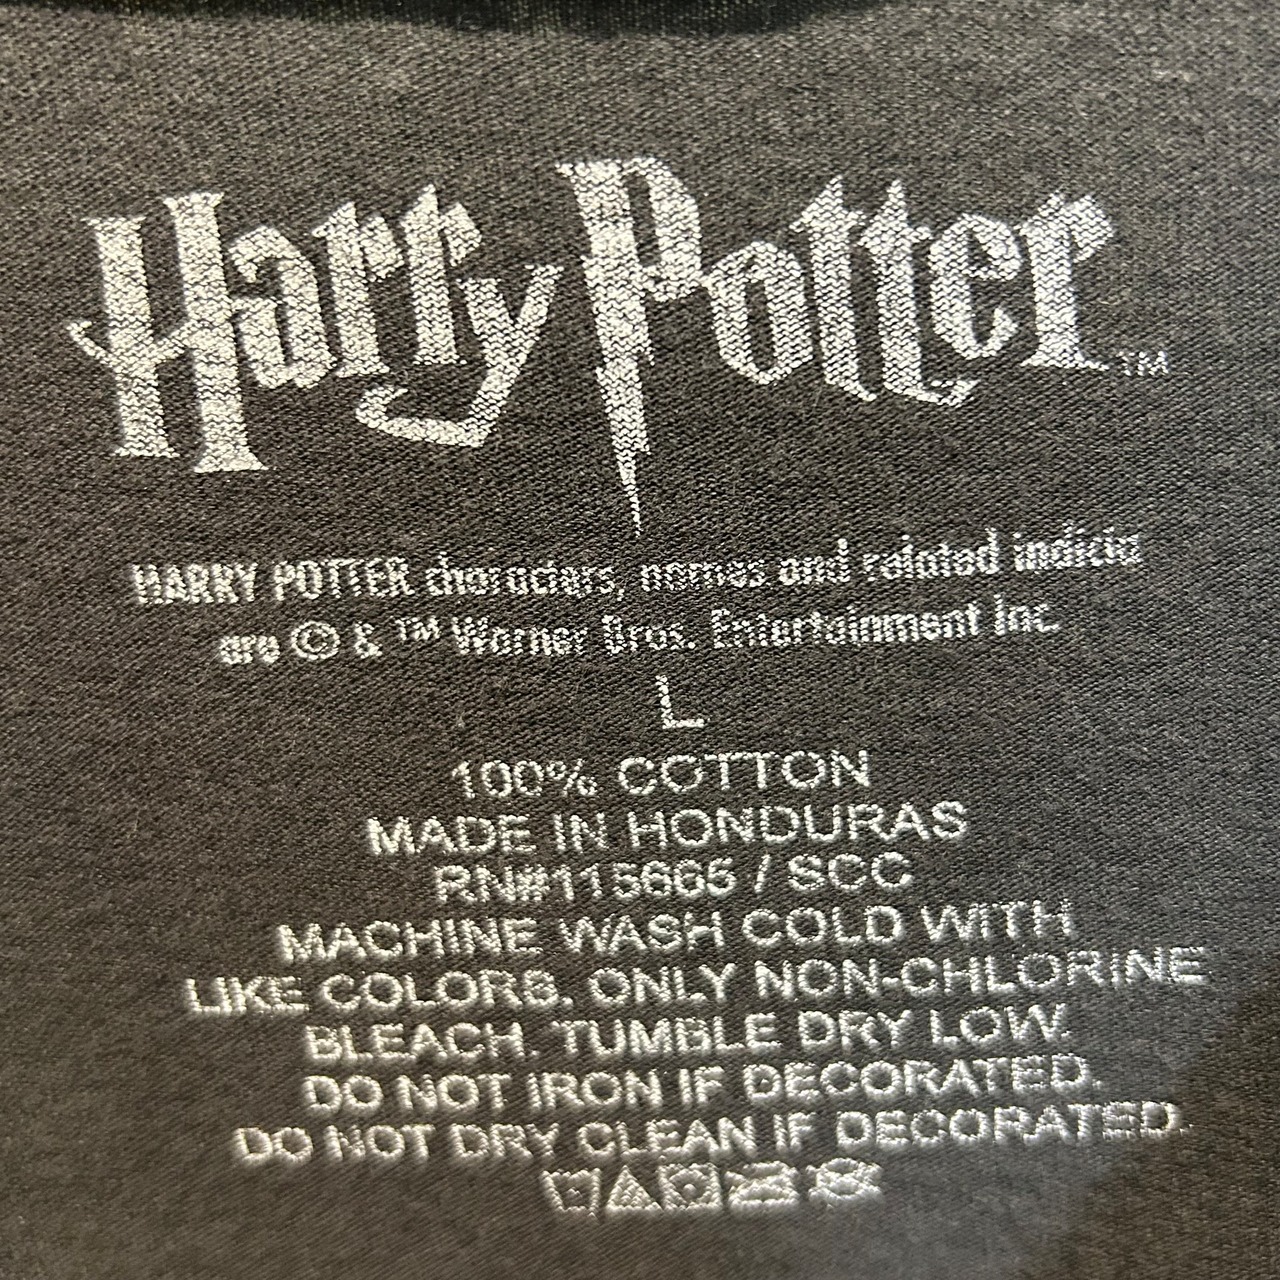 Harry Potter™
HARRY POTTER characters, names and related indicia
are © & ™ Warner Bros. Entertainment Inc.
L
100% COTTON
MADE IN HONDURAS
RN#115665 / SCC
MACHINE WASH COLD WITH
LIKE COLORS. ONLY NON-CHLORINE
BLEACH. TUMBLE DRY LOW.
DO NOT IRON IF DECORATED.
DO NOT DRY CLEAN IF DECORATED.